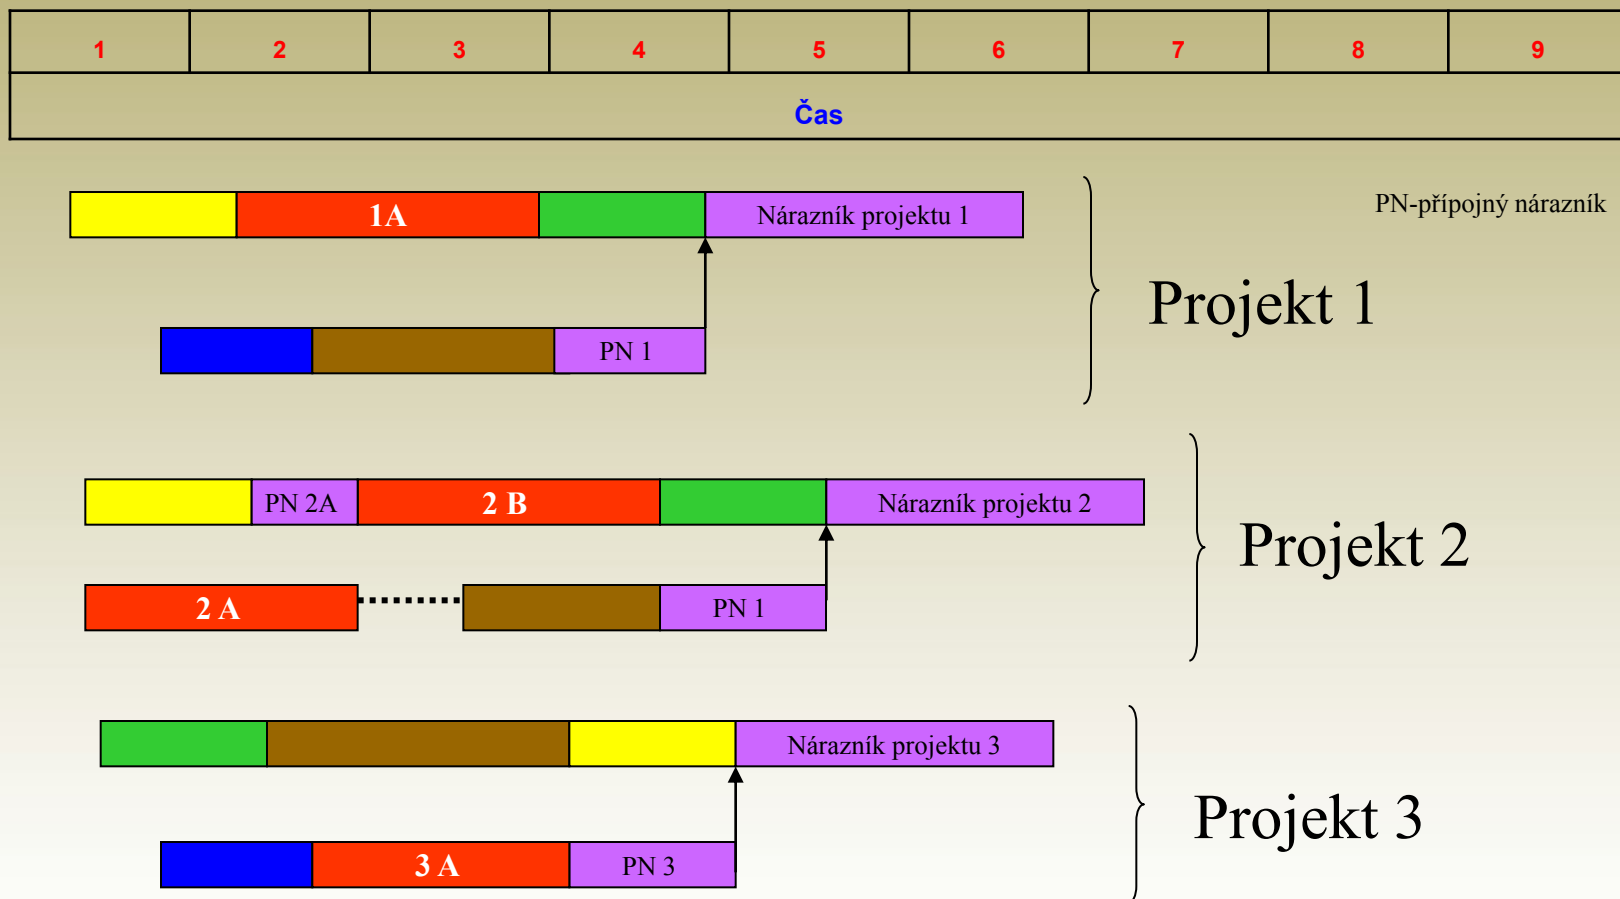 1 2 3 4 5 6 7 8 9
Čas
1A
Nárazník projektu 1
PN-přípojný nárazník
Projekt 1
PN 1
PN 2A
2 B
Nárazník projektu 2
Projekt 2
2 A
PN 1
Nárazník projektu 3
Projekt 3
3 A
PN 3